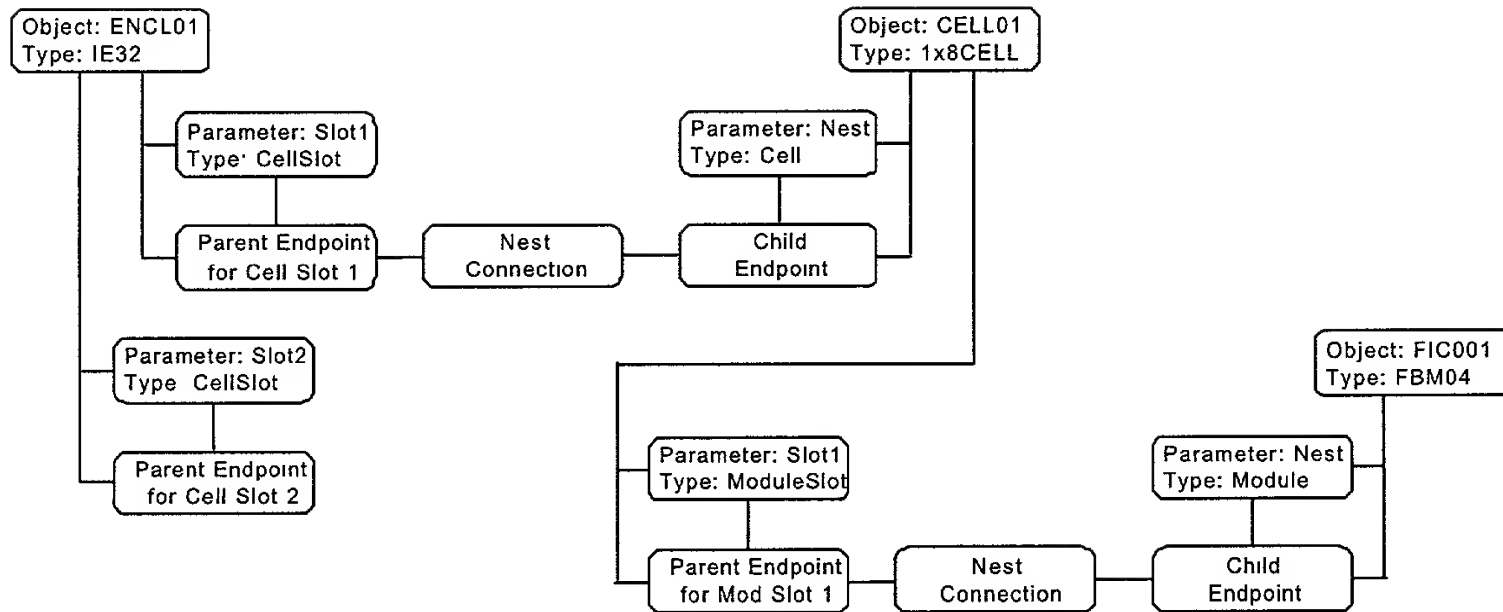 Object: ENCL01
Type: IE32
Object: CELL01
Type: 1x8CELL
Parameter: Slot1
Type: CellSlot
Parameter: Nest
Type: Cell
Parent Endpoint
for Cell Slot 1
Nest
Connection
Child
Endpoint
Parameter: Slot2
Type CellSlot
Object: FIC001
Type: FBM04
Parent Endpoint
for Cell Slot 2
Parameter: Slot1
Type: ModuleSlot
Parameter: Nest
Type: Module
Parent Endpoint
for Mod Slot 1
Nest
Connection
Child
Endpoint